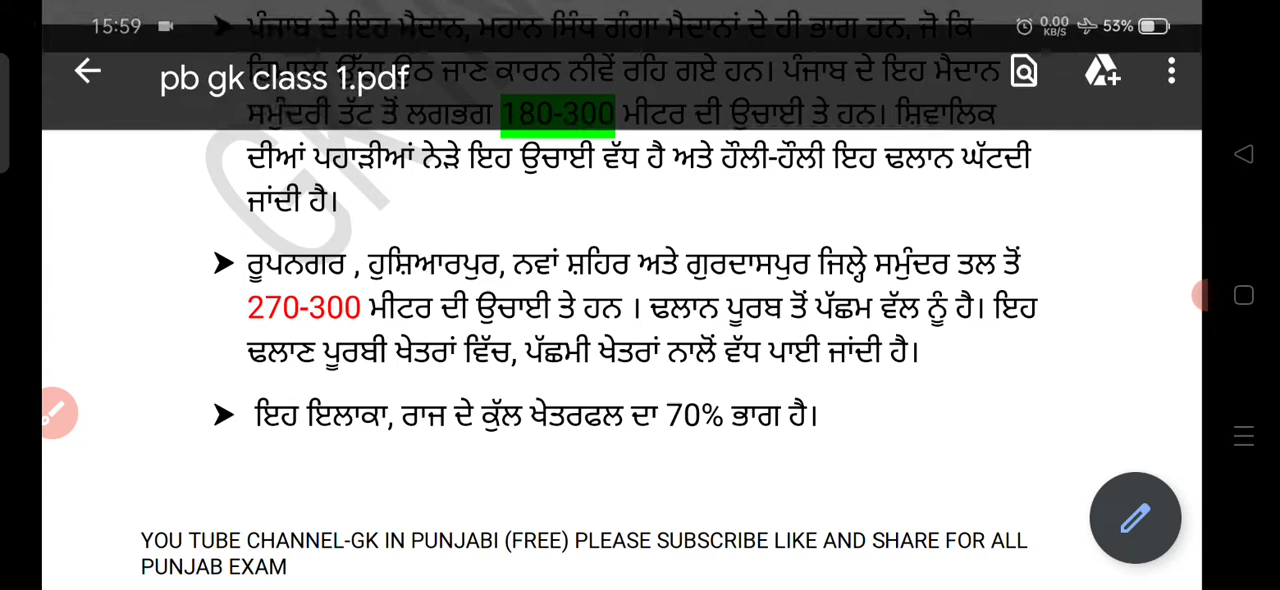 15:59
0.00 KB/S 53%
ਪੰਜਾਬ ਦੇ ਇਹ ਮੈਦਾਨ, ਮਹਾਨ ਸਿੰਧ ਗੰਗਾ ਮੈਦਾਨਾਂ ਦੇ ਹੀ ਭਾਗ ਹਨ, ਜੋ ਕਿ
pb gk class 1.pdf
ਉੱਚਾ ਉਠ ਜਾਣ ਕਾਰਨ ਨੀਵੇਂ ਰਹਿ ਗਏ ਹਨ। ਪੰਜਾਬ ਦੇ ਇਹ ਮੈਦਾਨ
ਸਮੁੰਦਰੀ ਤੱਟ ਤੋਂ ਲਗਭਗ 180-300 ਮੀਟਰ ਦੀ ਉਚਾਈ ਤੇ ਹਨ। ਸ਼ਿਵਾਲਿਕ
ਦੀਆਂ ਪਹਾੜੀਆਂ ਨੇੜੇ ਇਹ ਉਚਾਈ ਵੱਧ ਹੈ ਅਤੇ ਹੌਲੀ-ਹੌਲੀ ਇਹ ਢਲਾਨ ਘੱਟਦੀ
ਜਾਂਦੀ ਹੈ।
➤ ਰੂਪਨਗਰ , ਹੁਸ਼ਿਆਰਪੁਰ, ਨਵਾਂ ਸ਼ਹਿਰ ਅਤੇ ਗੁਰਦਾਸਪੁਰ ਜਿਲ੍ਹੇ ਸਮੁੰਦਰ ਤਲ ਤੋਂ
270-300 ਮੀਟਰ ਦੀ ਉਚਾਈ ਤੇ ਹਨ । ਢਲਾਨ ਪੂਰਬ ਤੋਂ ਪੱਛਮ ਵੱਲ ਨੂੰ ਹੈ। ਇਹ
ਢਲਾਣ ਪੂਰਬੀ ਖੇਤਰਾਂ ਵਿੱਚ, ਪੱਛਮੀ ਖੇਤਰਾਂ ਨਾਲੋਂ ਵੱਧ ਪਾਈ ਜਾਂਦੀ ਹੈ।
➤ ਇਹ ਇਲਾਕਾ, ਰਾਜ ਦੇ ਕੁੱਲ ਖੇਤਰਫਲ ਦਾ 70% ਭਾਗ ਹੈ।
YOU TUBE CHANNEL-GK IN PUNJABI (FREE) PLEASE SUBSCRIBE LIKE AND SHARE FOR ALL
PUNJAB EXAM